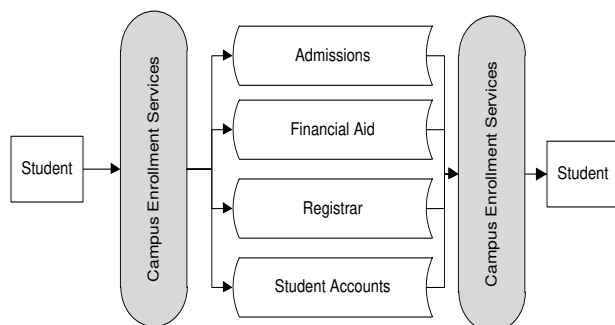 Student
Campus Enrollment Services
Admissions
Financial Aid
Registrar
Student Accounts
Campus Enrollment Services
Student